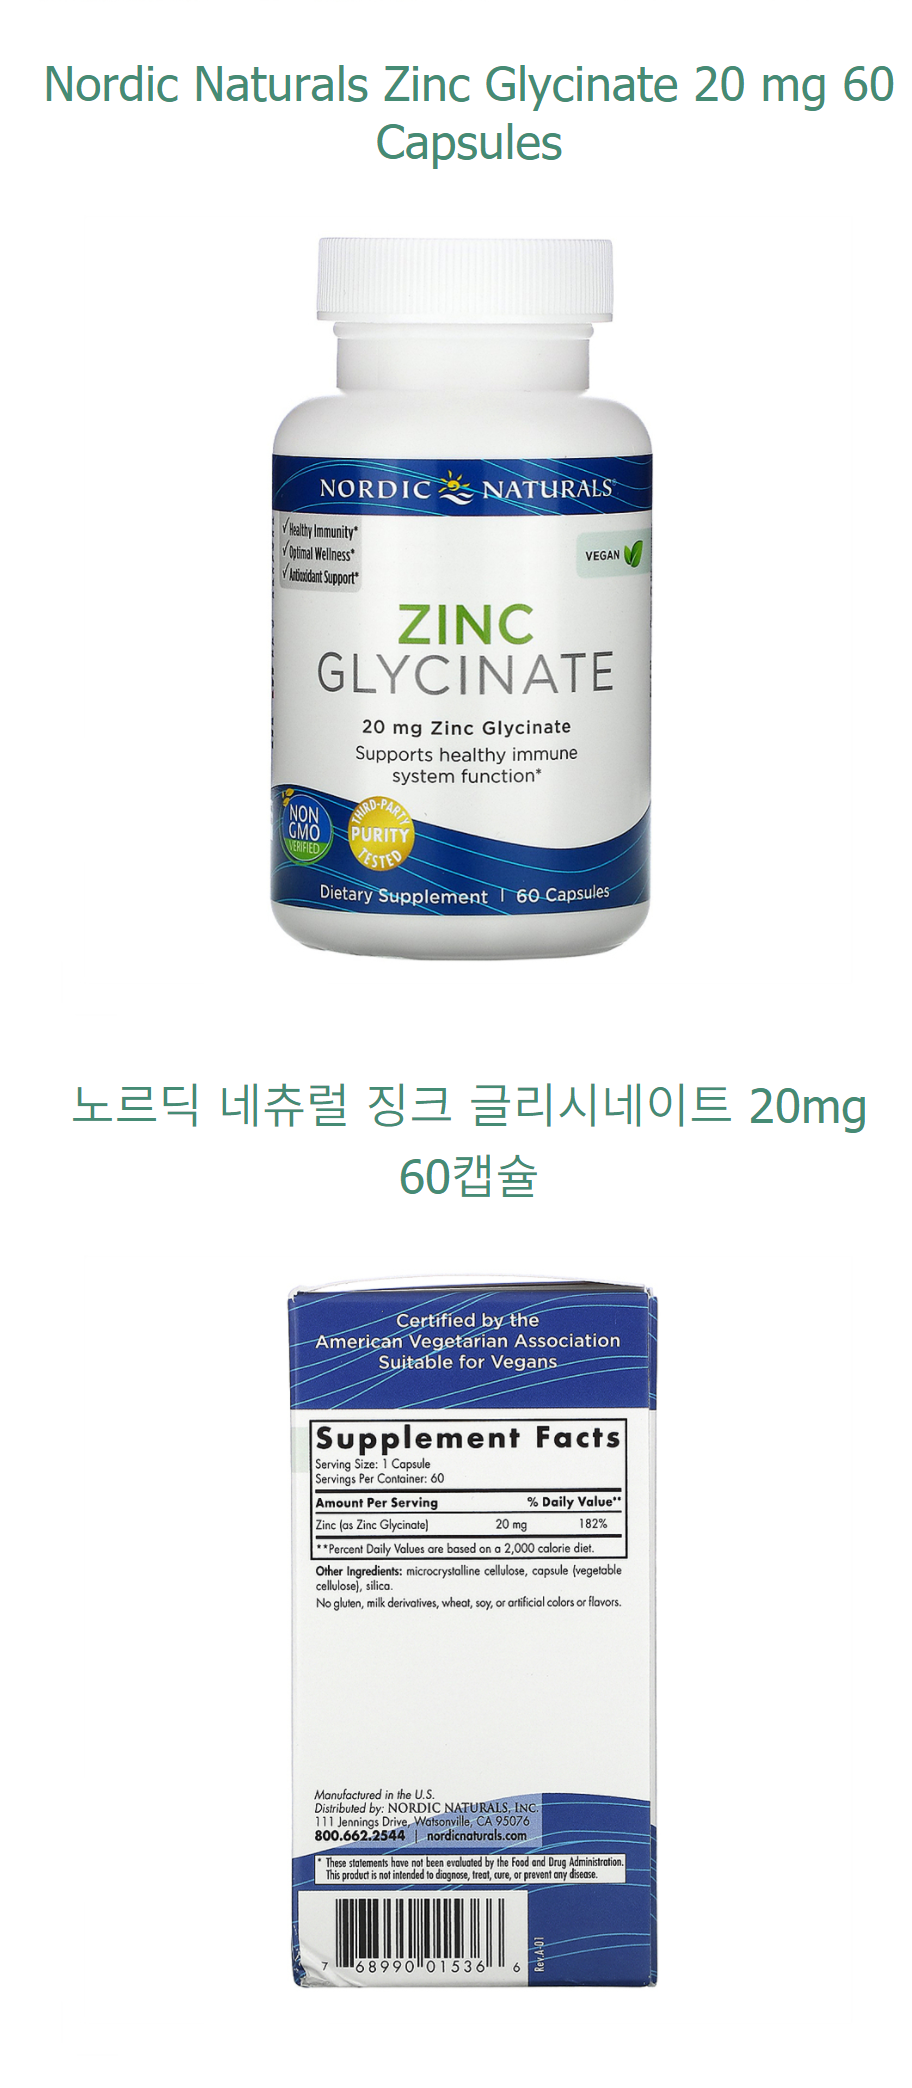 Nordic Naturals Zinc Glycinate 20 mg 60
Capsules
NORDIC NATURALS®
✓ Healthy Immunity*
✓ Optimal Wellness*
✓ Antioxidant Support*
VEGAN
ZINC
GLYCINATE
20 mg Zinc Glycinate
Supports healthy immune
system function*
NON
GMO
VERIFIED
THIRD-PARTY
PURITY
TESTED
Dietary Supplement | 60 Capsules
노르딕 네츄럴 징크 글리시네이트 20mg
60캡슐
Certified by the
American Vegetarian Association
Suitable for Vegans
Supplement Facts
Serving Size: 1 Capsule
Servings Per Container: 60
Amount Per Serving % Daily Value**
Zinc (as Zinc Glycinate) 20 mg 182%
**Percent Daily Values are based on a 2,000 calorie diet.
Other Ingredients: microcrystalline cellulose, capsule (vegetable
cellulose), silica.
No gluten, milk derivatives, wheat, soy, or artificial colors or flavors.
Manufactured in the U.S.
Distributed by: NORDIC NATURALS, INC.
111 Jennings Drive, Watsonville, CA 95076
800.662.2544 | nordicnaturals.com
* These statements have not been evaluated by the Food and Drug Administration.
This product is not intended to diagnose, treat, cure, or prevent any disease.
7 68990 01536 6
Rev.A-01